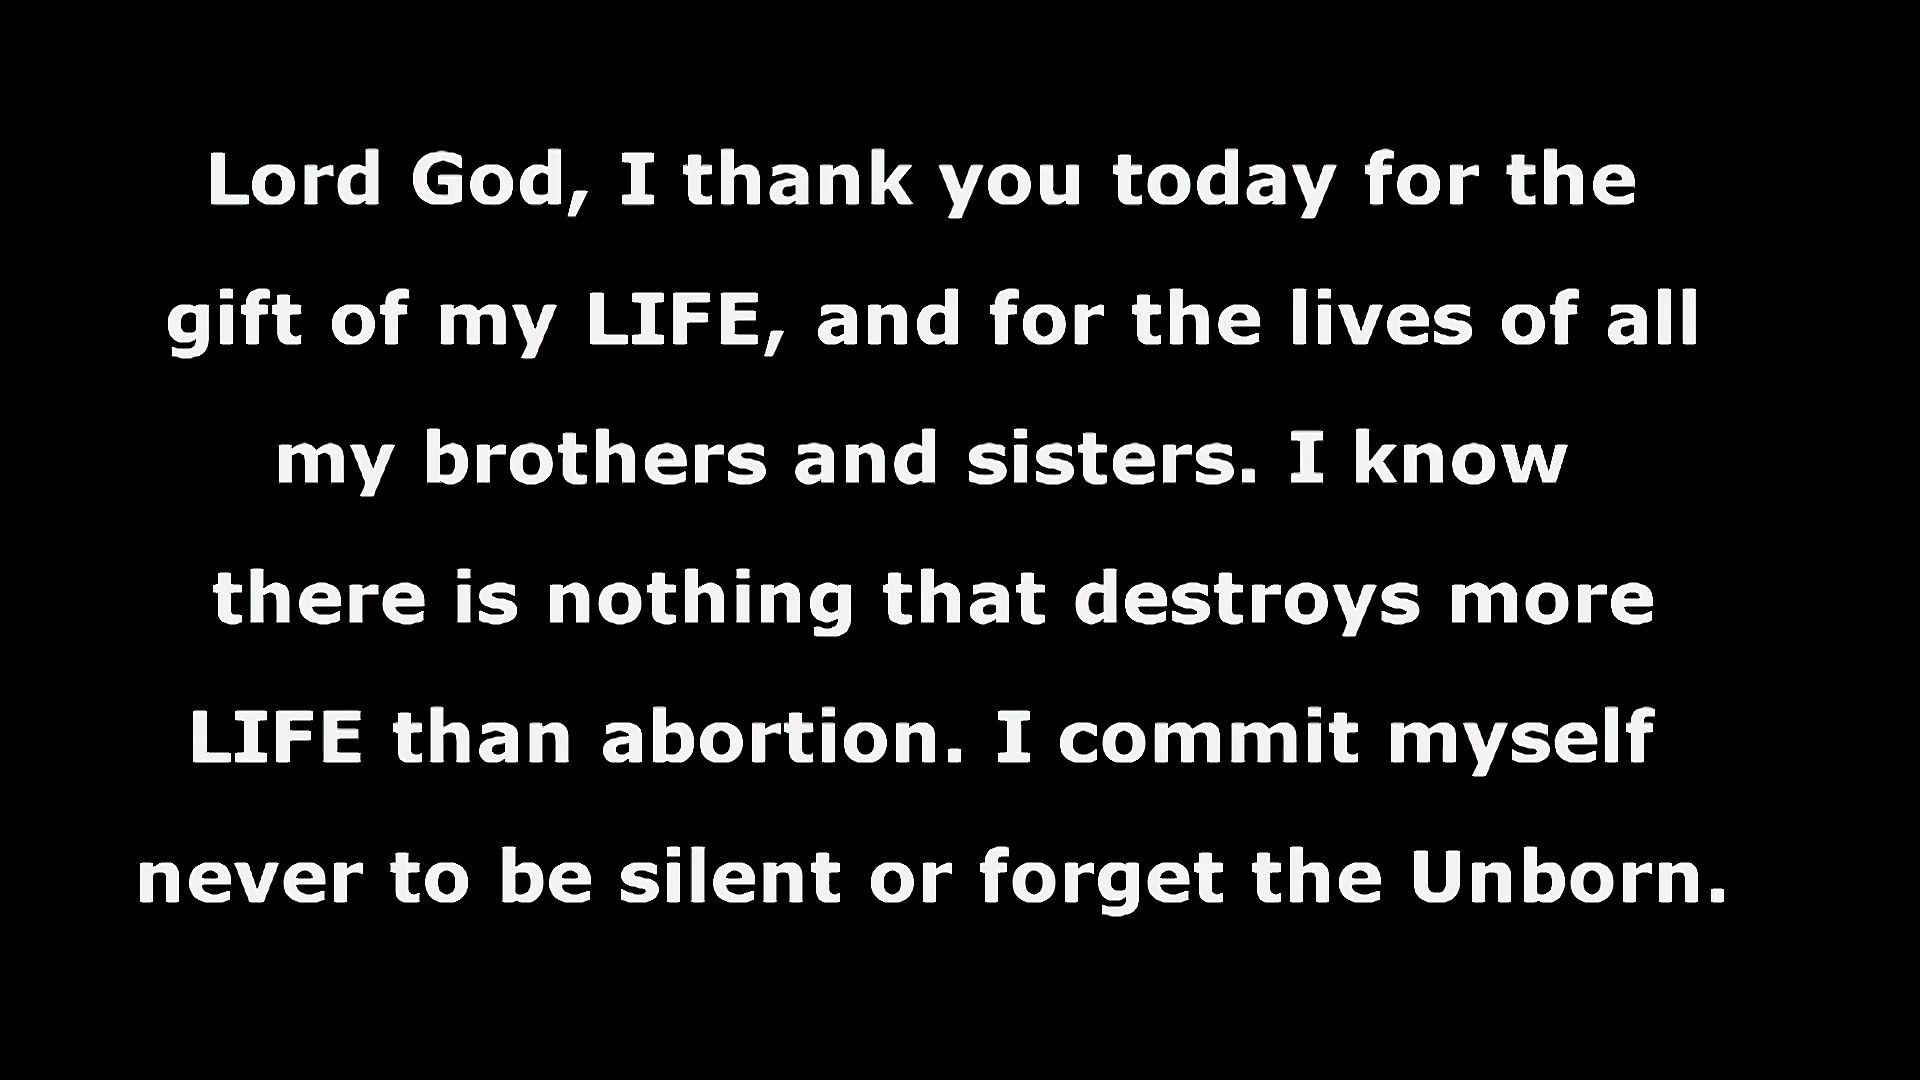 Lord God, I thank you today for the
gift of my LIFE, and for the lives of all
my brothers and sisters. I know
there is nothing that destroys more
LIFE than abortion. I commit myself
never to be silent or forget the Unborn.